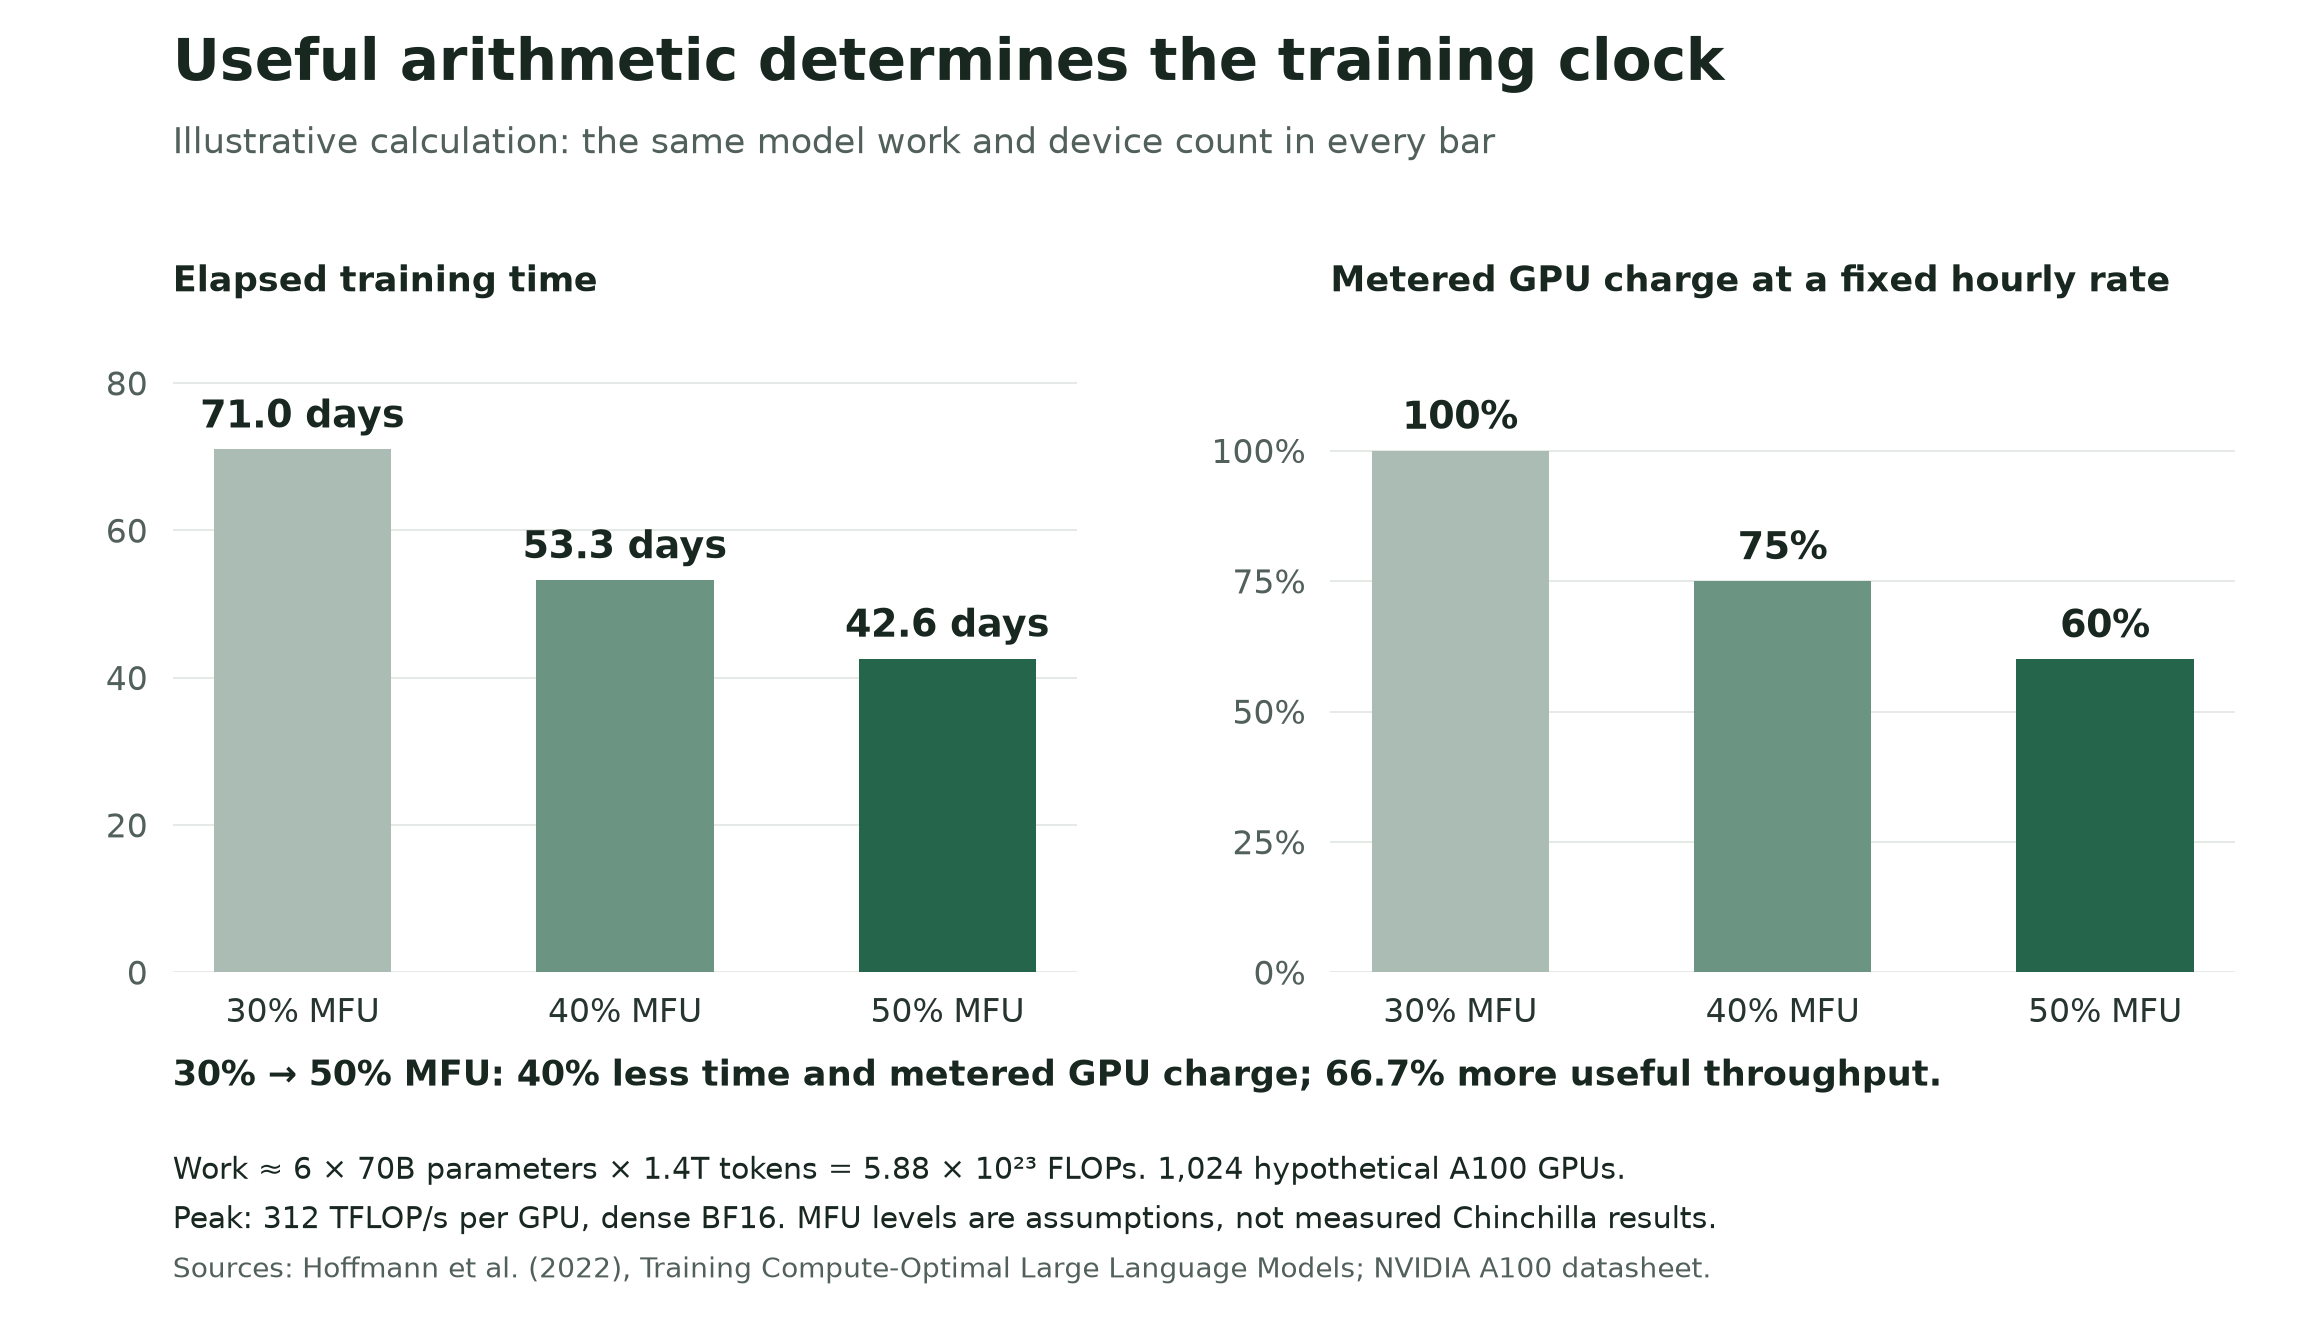 Useful arithmetic determines the training clock
Illustrative calculation: the same model work and device count in every bar
Elapsed training time
80
60
40
20
0
71.0 days
53.3 days
42.6 days
30% MFU
40% MFU
50% MFU
Metered GPU charge at a fixed hourly rate
100%
75%
50%
25%
0%
100%
75%
60%
30% MFU
40% MFU
50% MFU
30% → 50% MFU: 40% less time and metered GPU charge; 66.7% more useful throughput.
Work ≈ 6 × 70B parameters × 1.4T tokens = 5.88 × 10²³ FLOPs. 1,024 hypothetical A100 GPUs.
Peak: 312 TFLOP/s per GPU, dense BF16. MFU levels are assumptions, not measured Chinchilla results.
Sources: Hoffmann et al. (2022), Training Compute-Optimal Large Language Models; NVIDIA A100 datasheet.